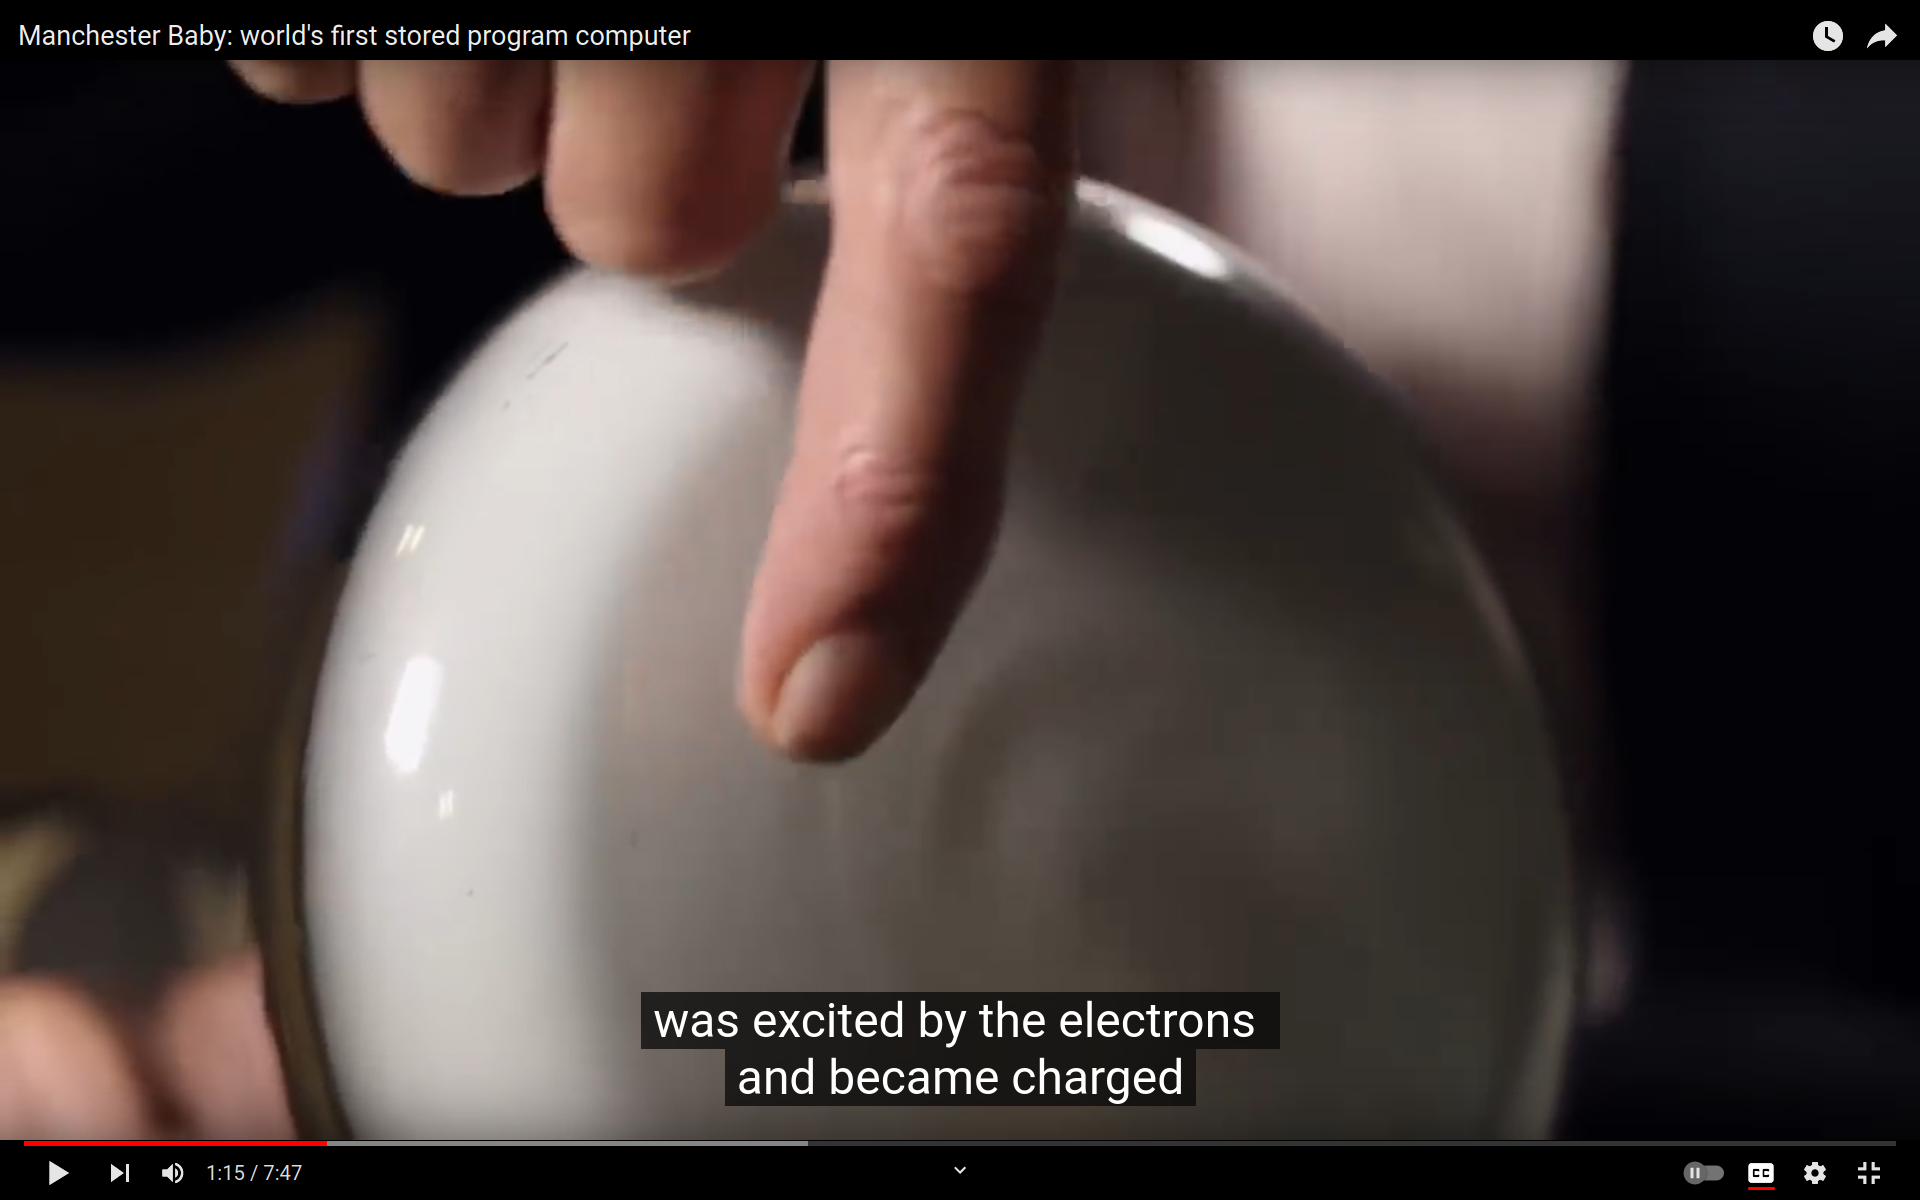 Manchester Baby: world's first stored program computer
was excited by the electrons
and became charged
1:15 / 7:47
CC